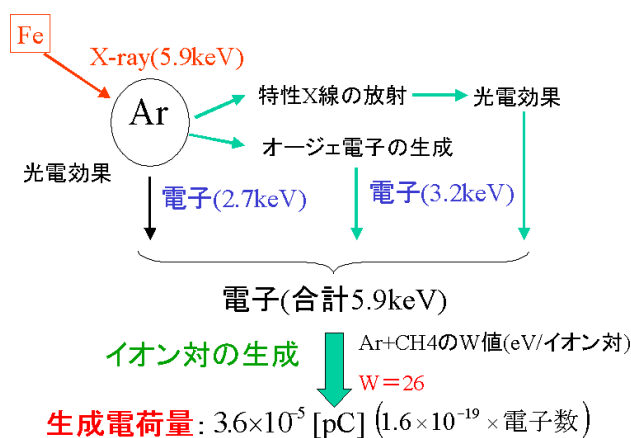 Fe
X-ray(5.9keV)
Ar
特性X線の放射
光電効果
オージェ電子の生成
光電効果
電子(2.7keV)
電子(3.2keV)
電子(合計5.9keV)
イオン対の生成
Ar+CH4のW値(eV/イオン対)
W＝26
生成電荷量: 3.6×10⁻⁵ [pC] (1.6×10⁻¹⁹×電子数)